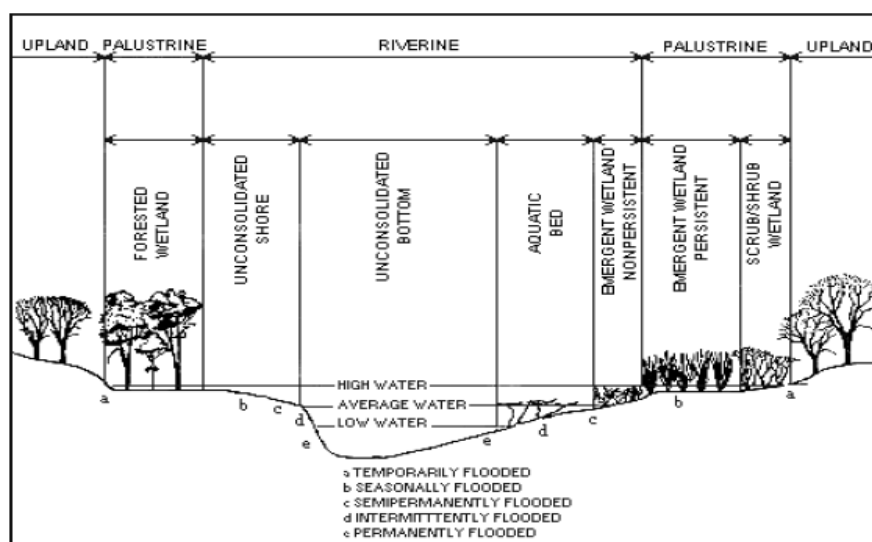 UPLAND PALUSTRINE RIVERINE PALUSTRINE UPLAND
FORESTED
WETLAND
UNCONSOLIDATED
SHORE
UNCONSOLIDATED
BOTTOM
AQUATIC
BED
EMERGENT WETLAND
NONPERSISTENT
EMERGENT WETLAND
PERSISTENT
SCRUB/SHRUB
WETLAND
HIGH WATER
AVERAGE WATER
LOW WATER
a b c d e e d c b a
a TEMPORARILY FLOODED
b SEASONALLY FLOODED
c SEMIPERMANENTLY FLOODED
d INTERMITTTENTLY FLOODED
e PERMANENTLY FLOODED